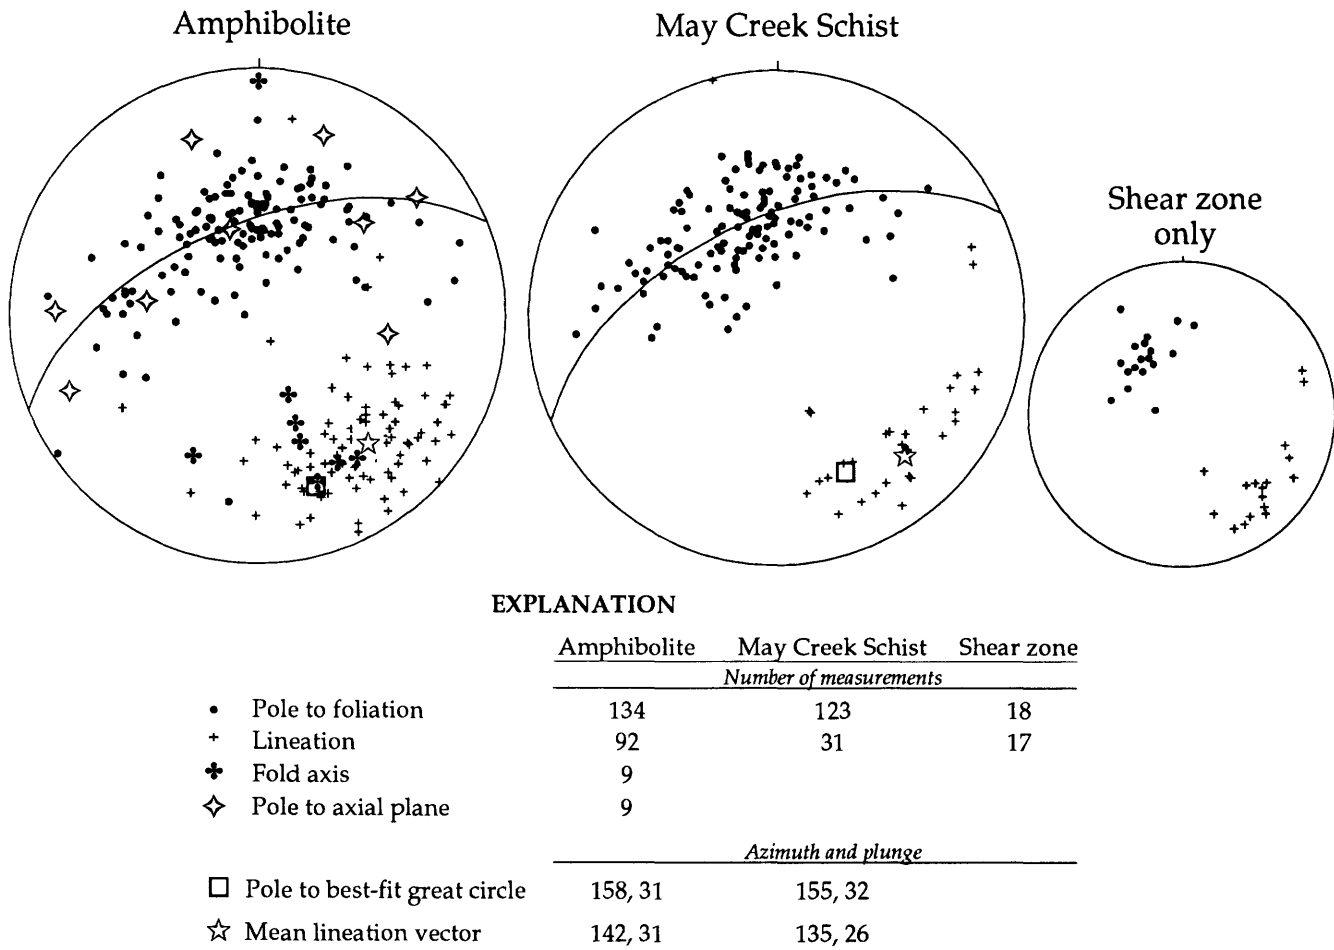 Amphibolite
May Creek Schist
Shear zone
only
EXPLANATION
Amphibolite May Creek Schist Shear zone
Number of measurements
Pole to foliation 134 123 18
Lineation 92 31 17
Fold axis 9
Pole to axial plane 9
Azimuth and plunge
Pole to best-fit great circle 158, 31 155, 32
Mean lineation vector 142, 31 135, 26